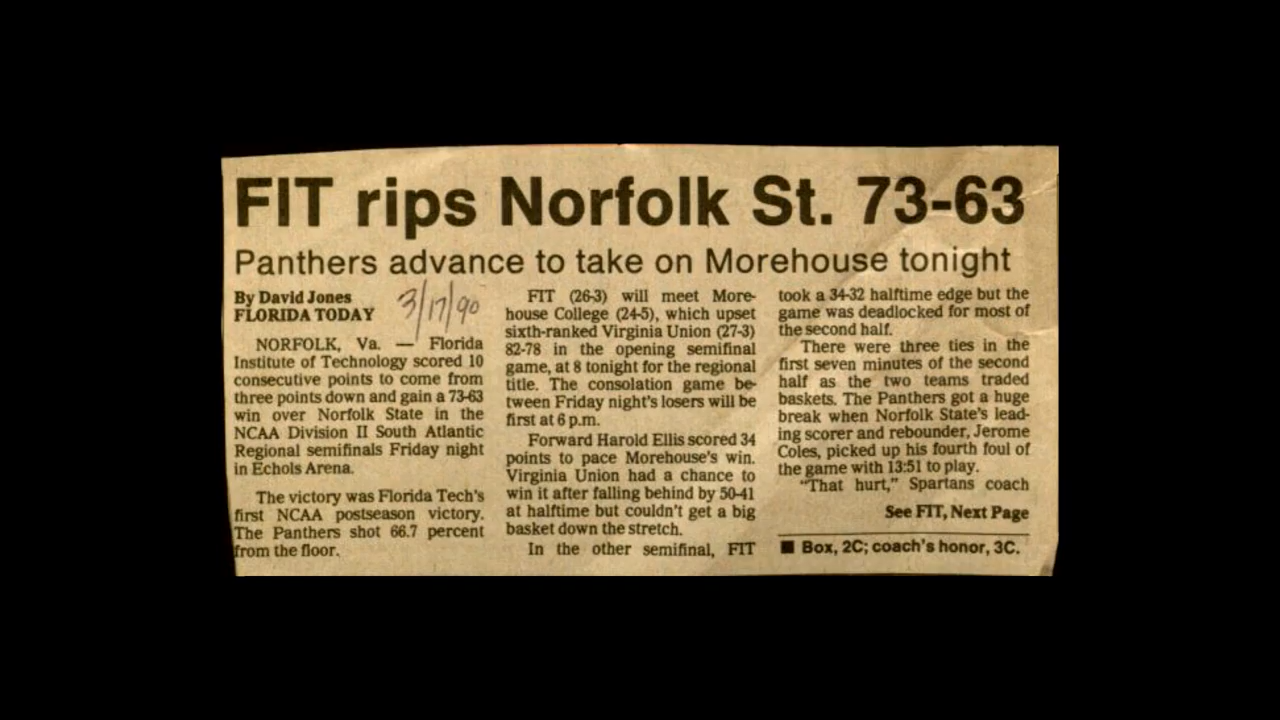 FIT rips Norfolk St. 73-63
Panthers advance to take on Morehouse tonight
By David Jones
FLORIDA TODAY
3/17/90
NORFOLK, Va. — Florida
Institute of Technology scored 10
consecutive points to come from
three points down and gain a 73-63
win over Norfolk State in the
NCAA Division II South Atlantic
Regional semifinals Friday night
in Echols Arena.
The victory was Florida Tech's
first NCAA postseason victory.
The Panthers shot 66.7 percent
from the floor.
FIT (26-3) will meet More-
house College (24-5), which upset
sixth-ranked Virginia Union (27-3)
82-78 in the opening semifinal
game, at 8 tonight for the regional
title. The consolation game be-
tween Friday night's losers will be
first at 6 p.m.
Forward Harold Ellis scored 34
points to pace Morehouse's win.
Virginia Union had a chance to
win it after falling behind by 50-41
at halftime but couldn't get a big
basket down the stretch.
In the other semifinal, FIT
took a 34-32 halftime edge but the
game was deadlocked for most of
the second half.
There were three ties in the
first seven minutes of the second
half as the two teams traded
baskets. The Panthers got a huge
break when Norfolk State's lead-
ing scorer and rebounder, Jerome
Coles, picked up his fourth foul of
the game with 13:51 to play.
"That hurt," Spartans coach
See FIT, Next Page
■ Box, 2C; coach's honor, 3C.